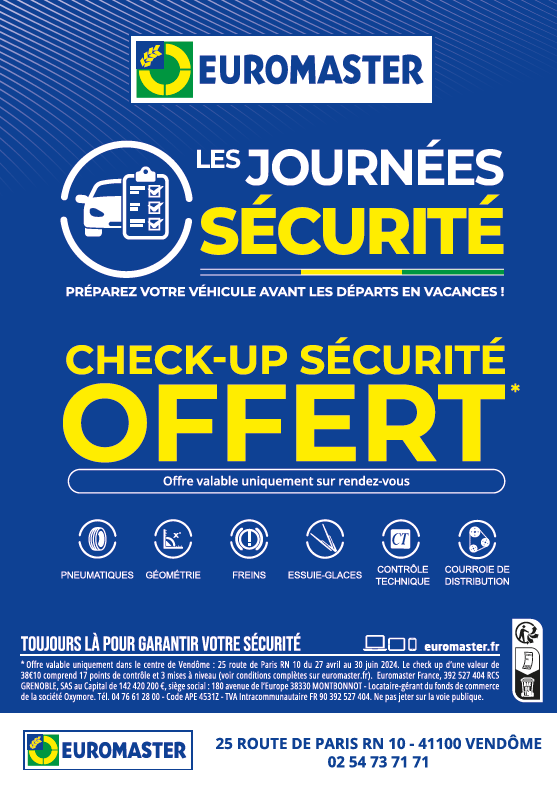 EUROMASTER
LES JOURNÉES
SÉCURITÉ
PRÉPAREZ VOTRE VÉHICULE AVANT LES DÉPARTS EN VACANCES !
CHECK-UP SÉCURITÉ
OFFERT*
Offre valable uniquement sur rendez-vous
PNEUMATIQUES
GÉOMÉTRIE
FREINS
ESSUIE-GLACES
CT
CONTRÔLE
TECHNIQUE
COURROIE DE
DISTRIBUTION
TOUJOURS LÀ POUR GARANTIR VOTRE SÉCURITÉ
euromaster.fr
* Offre valable uniquement dans le centre de Vendôme : 25 route de Paris RN 10 du 27 avril au 30 juin 2024. Le check up d'une valeur de
38€10 comprend 17 points de contrôle et 3 mises à niveau (voir conditions complètes sur euromaster.fr). Euromaster France, 392 527 404 RCS
GRENOBLE, SAS au Capital de 142 420 200 €, siège social : 180 avenue de l'Europe 38330 MONTBONNOT - Locataire-gérant du fonds de commerce
de la société Oxymore. Tél. 04 76 61 28 00 - Code APE 4531Z - TVA Intracommunautaire FR 90 392 527 404. Ne pas jeter sur la voie publique.
EUROMASTER
25 ROUTE DE PARIS RN 10 - 41100 VENDÔME
02 54 73 71 71